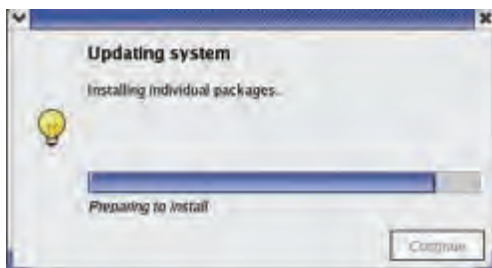 Updating system
Installing individual packages..
Preparing to install
Continue